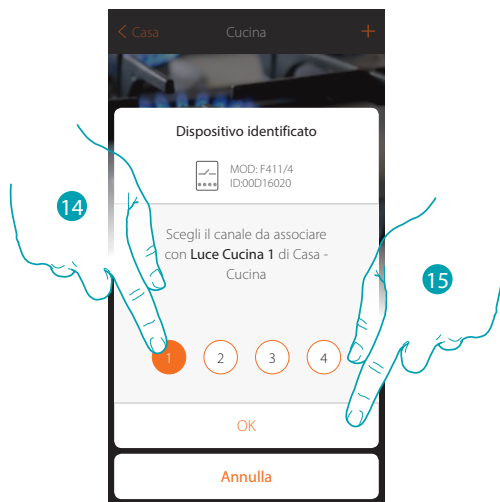 < Casa Cucina +
Dispositivo identificato
MOD: F411/4
ID:00D16020
14
Scegli il canale da associare
con Luce Cucina 1 di Casa -
Cucina
15
1 2 3 4
OK
Annulla